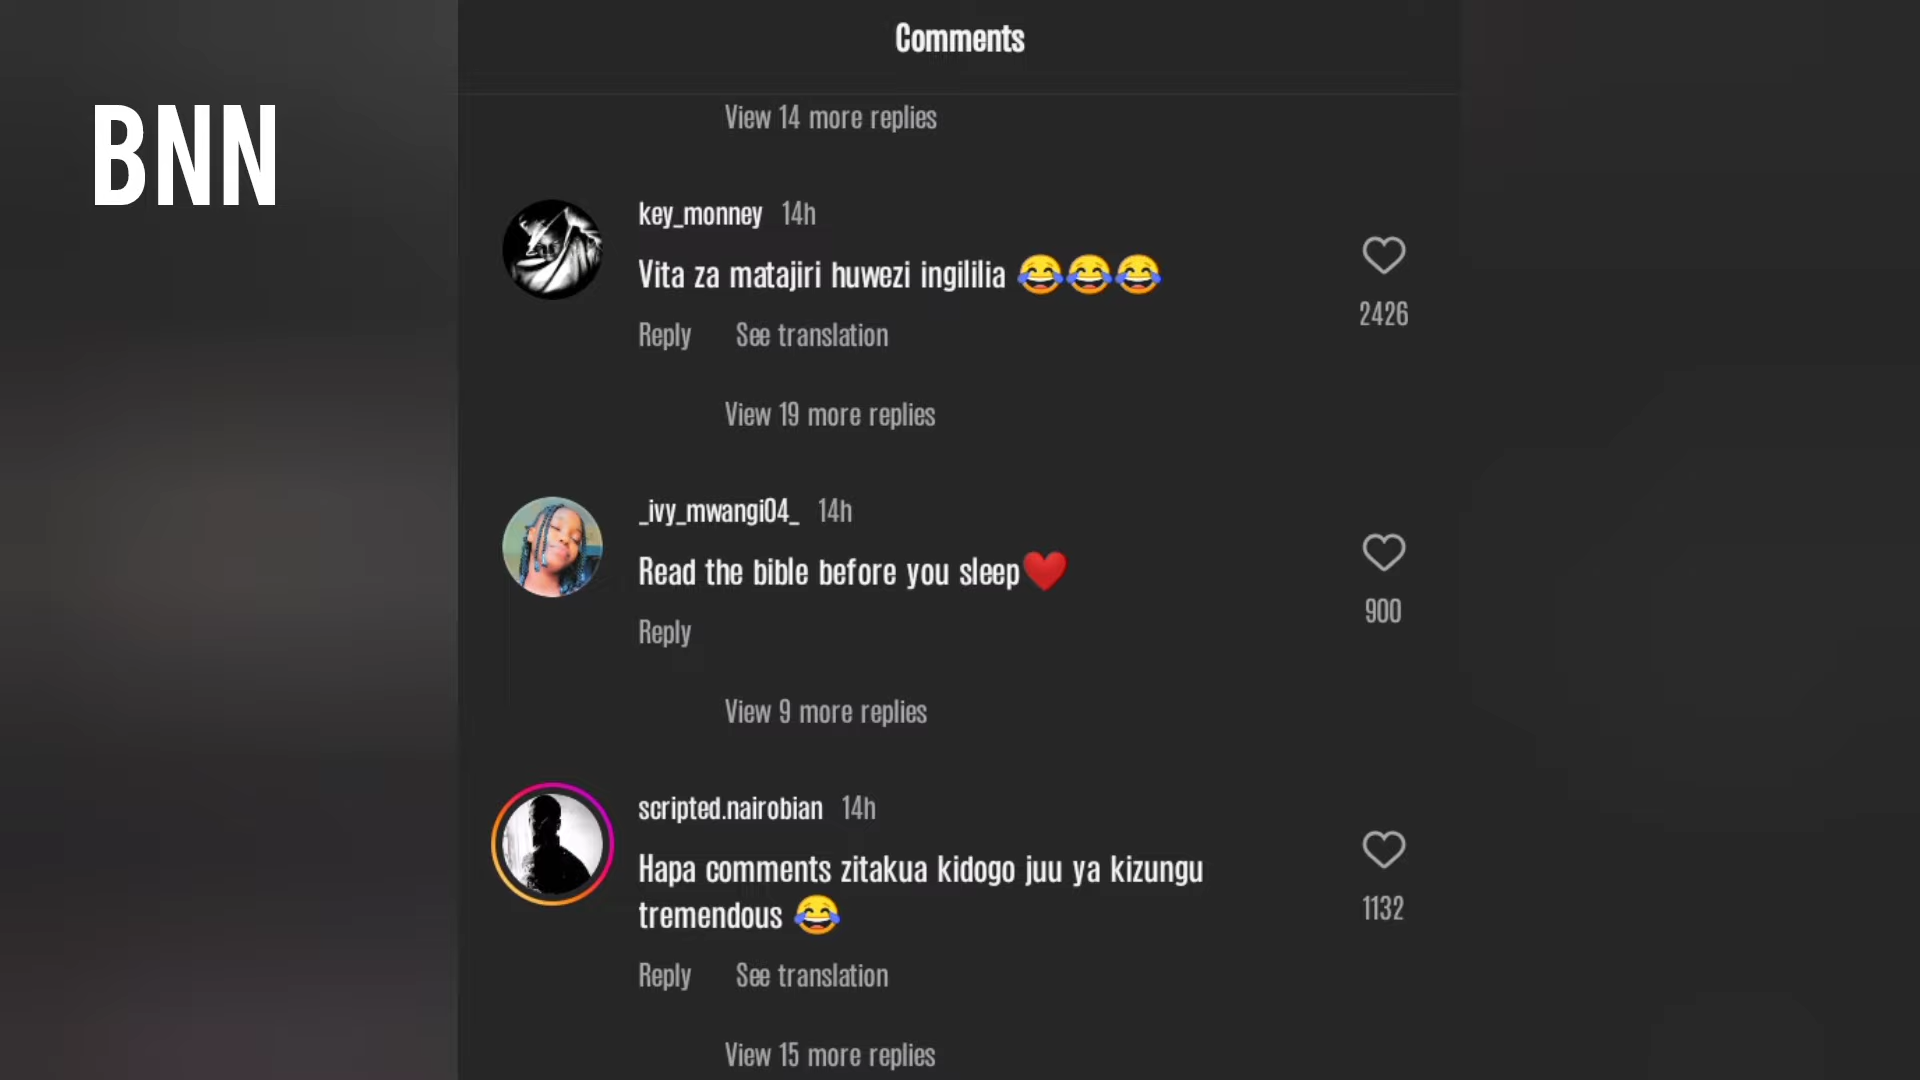 Comments
BNN
View 14 more replies
key_monney 14h
Vita za matajiri huwezi ingililia 😂😂😂
2426
Reply See translation
View 19 more replies
_ivy_mwangi04_ 14h
Read the bible before you sleep❤️
900
Reply
View 9 more replies
scripted.nairobian 14h
Hapa comments zitakua kidogo juu ya kizungu
tremendous 😂
1132
Reply See translation
View 15 more replies